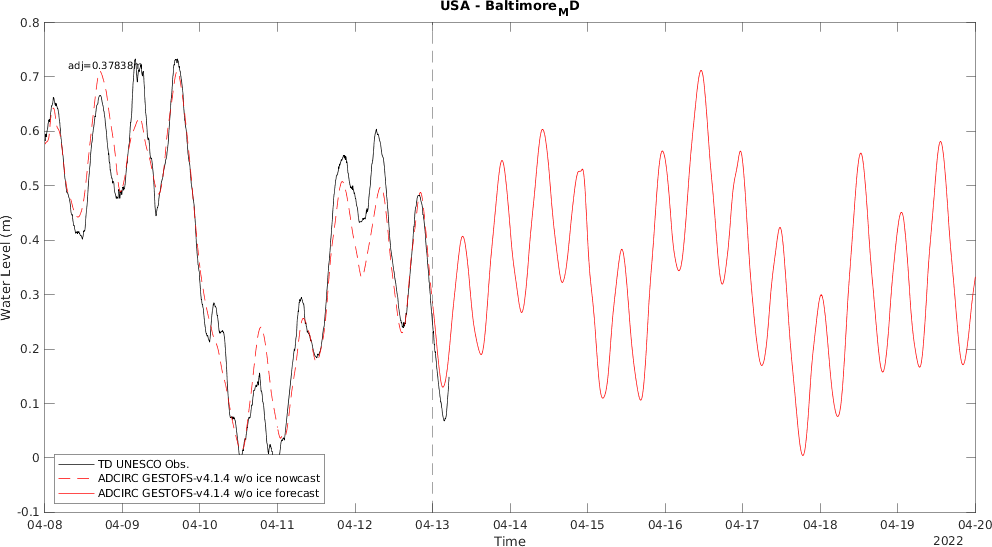 USA - Baltimore_MD
0.8
0.7
0.6
0.5
0.4
0.3
0.2
0.1
0
-0.1
Water Level (m)
adj=0.37838
TD UNESCO Obs.
ADCIRC GESTOFS-v4.1.4 w/o ice nowcast
ADCIRC GESTOFS-v4.1.4 w/o ice forecast
04-08 04-09 04-10 04-11 04-12 04-13 04-14 04-15 04-16 04-17 04-18 04-19 04-20
Time
2022